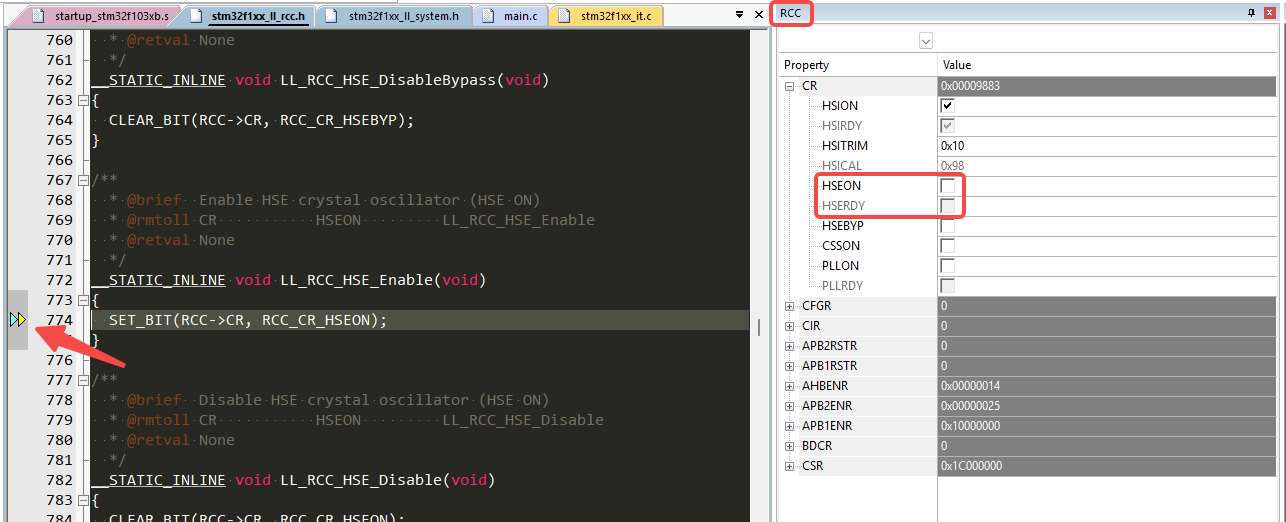 startup_stm32f103xb.s stm32f1xx_ll_rcc.h stm32f1xx_ll_system.h main.c stm32f1xx_it.c
760 * @retval None
761 */
762 __STATIC_INLINE void LL_RCC_HSE_DisableBypass(void)
763 {
764 CLEAR_BIT(RCC->CR, RCC_CR_HSEBYP);
765 }
766
767 /**
768 * @brief Enable HSE crystal oscillator (HSE ON)
769 * @rmtoll CR HSEON LL_RCC_HSE_Enable
770 * @retval None
771 */
772 __STATIC_INLINE void LL_RCC_HSE_Enable(void)
773 {
774 SET_BIT(RCC->CR, RCC_CR_HSEON);
}
776
777 /**
778 * @brief Disable HSE crystal oscillator (HSE ON)
779 * @rmtoll CR HSEON LL_RCC_HSE_Disable
780 * @retval None
781 */
782 __STATIC_INLINE void LL_RCC_HSE_Disable(void)
783 {
784 CLEAR_BIT(RCC->CR, RCC_CR_HSEON);
RCC
Property Value
CR 0x00009883
HSION
HSIRDY
HSITRIM 0x10
HSICAL 0x98
HSEON
HSERDY
HSEBYP
CSSON
PLLON
PLLRDY
CFGR 0
CIR 0
APB2RSTR 0
APB1RSTR 0
AHBENR 0x00000014
APB2ENR 0x00000025
APB1ENR 0x10000000
BDCR 0
CSR 0x1C000000